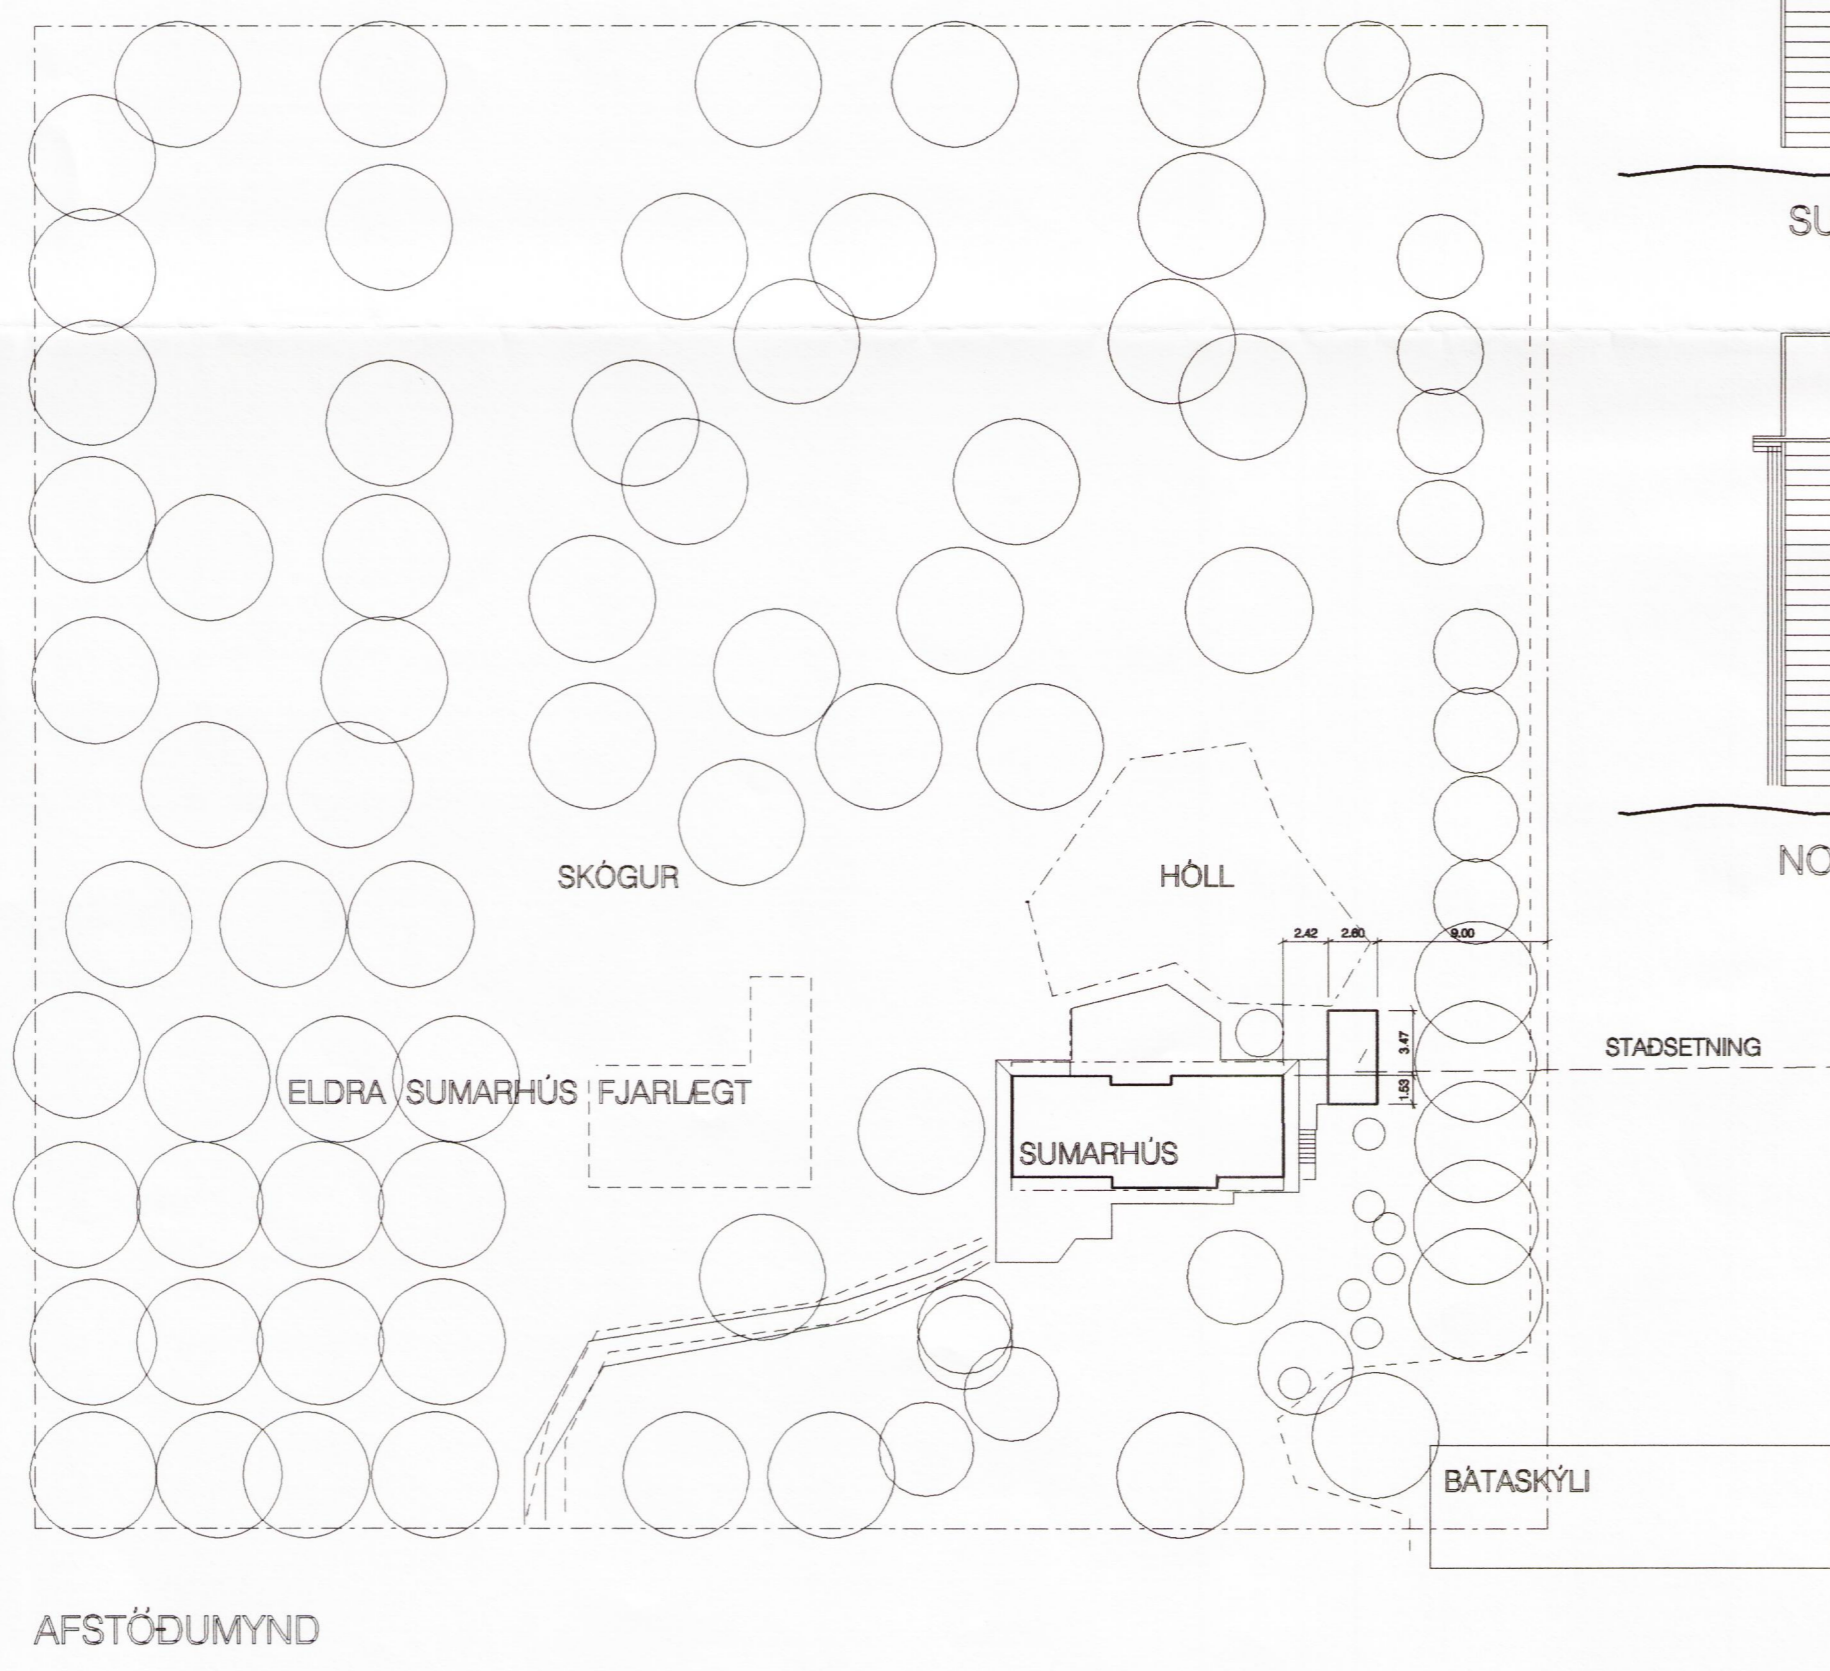 SU
NO
SKÓGUR
HÓLL
2.42
2.60
9.00
3.47
1.53
STAÐSETNING
ELDRA SUMARHÚS FJARLÆGT
SUMARHÚS
BÁTASKÝLI
AFSTÖÐUMYND